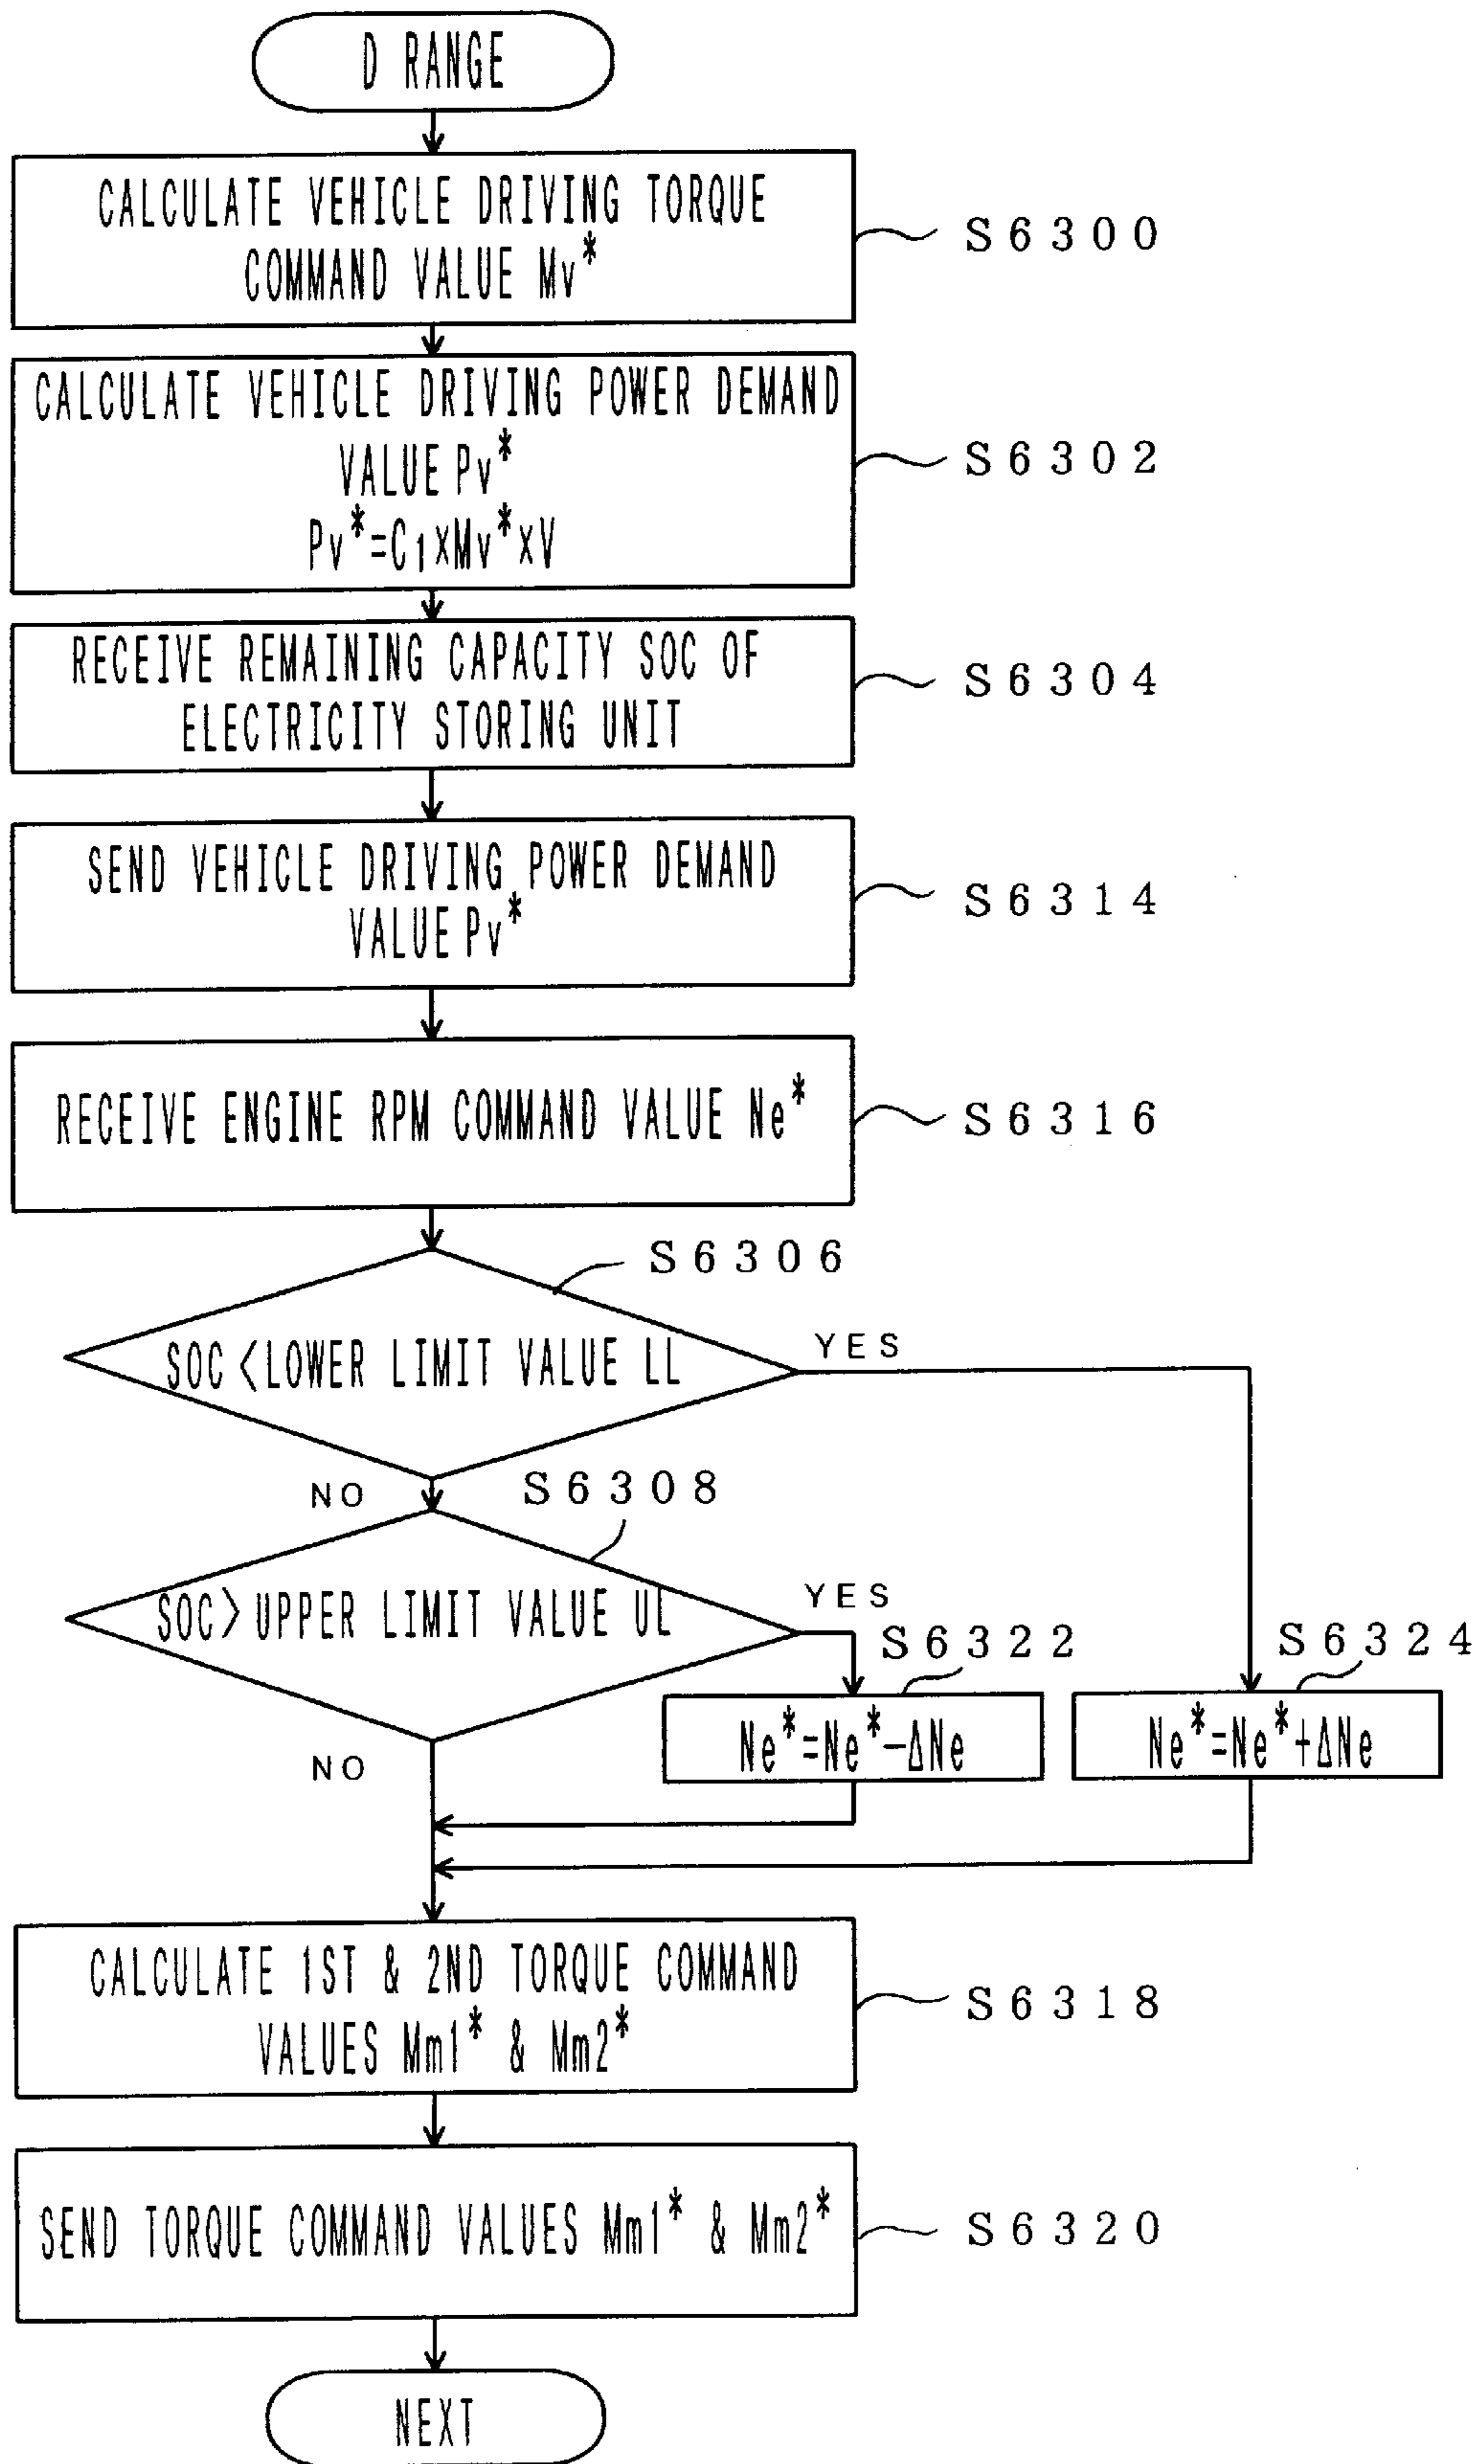 D RANGE
CALCULATE VEHICLE DRIVING TORQUE
COMMAND VALUE Mv*
S6300
CALCULATE VEHICLE DRIVING POWER DEMAND
VALUE Pv*
Pv*=C1×Mv*×V
S6302
RECEIVE REMAINING CAPACITY SOC OF
ELECTRICITY STORING UNIT
S6304
SEND VEHICLE DRIVING POWER DEMAND
VALUE Pv*
S6314
RECEIVE ENGINE RPM COMMAND VALUE Ne*
S6316
S6306
SOC<LOWER LIMIT VALUE LL
YES
NO
S6308
SOC>UPPER LIMIT VALUE UL
YES
NO
S6322
Ne*=Ne*-ΔNe
S6324
Ne*=Ne*+ΔNe
CALCULATE 1ST & 2ND TORQUE COMMAND
VALUES Mm1* & Mm2*
S6318
SEND TORQUE COMMAND VALUES Mm1* & Mm2*
S6320
NEXT